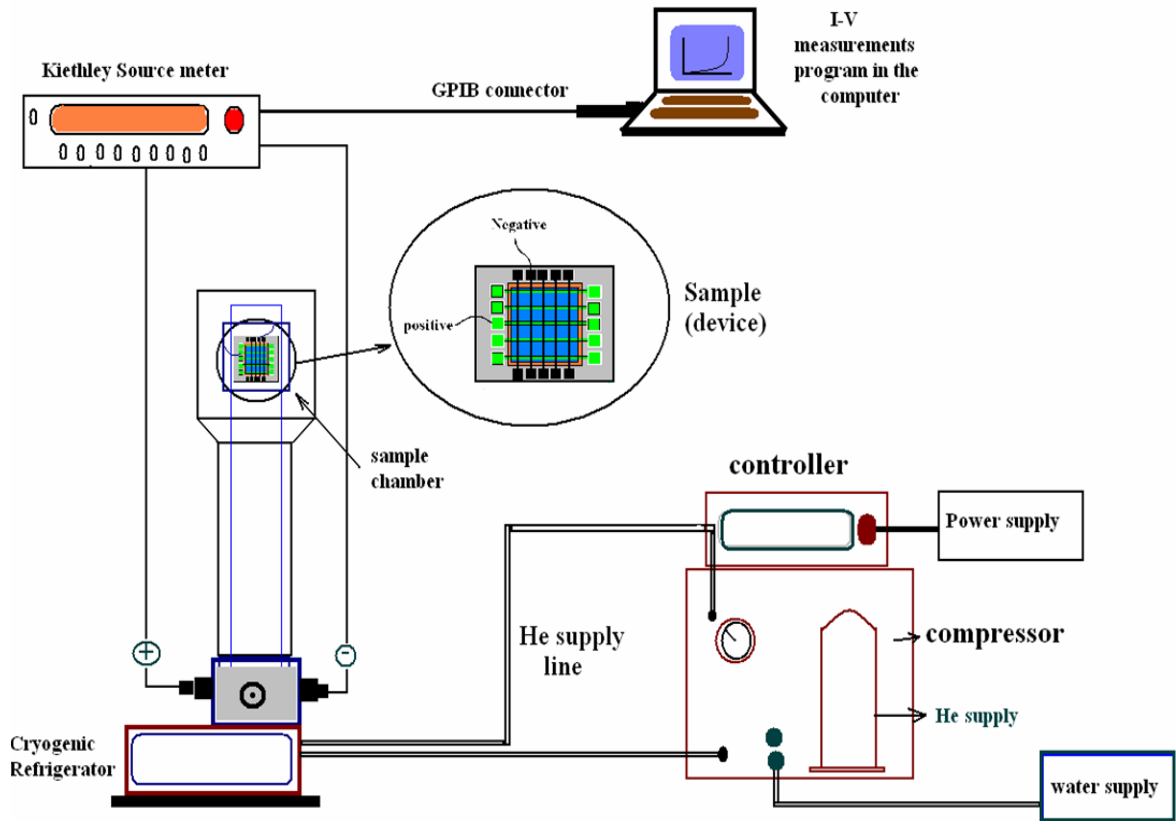 I-V
measurements
program in the
computer
Kiethley Source meter
GPIB connector
Negative
positive
Sample
(device)
sample
chamber
controller
Power supply
He supply
line
compressor
He supply
Cryogenic
Refrigerator
water supply
+
-